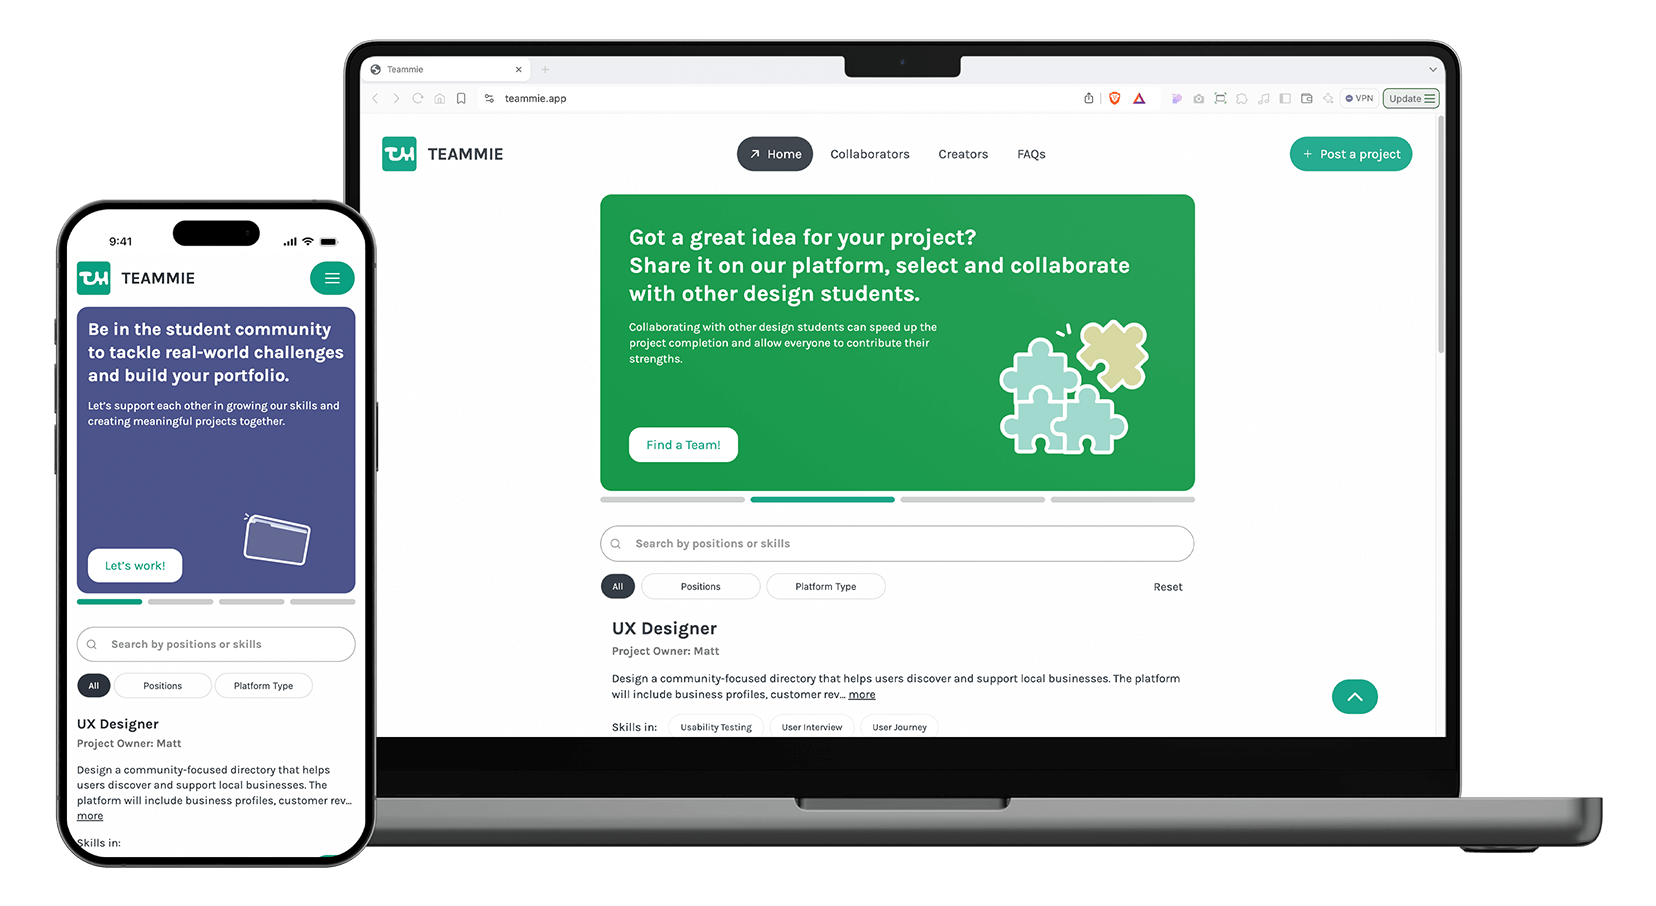 Teammie
teammie.app
VPN
Update
TEAMMIE
Home
Collaborators
Creators
FAQs
+ Post a project
Got a great idea for your project?
Share it on our platform, select and collaborate
with other design students.
Collaborating with other design students can speed up the
project completion and allow everyone to contribute their
strengths.
Find a Team!
Search by positions or skills
All
Positions
Platform Type
Reset
UX Designer
Project Owner: Matt
Design a community-focused directory that helps users discover and support local businesses. The platform
will include business profiles, customer rev... more
Skills in:
Usability Testing
User Interview
User Journey
9:41
TEAMMIE
Be in the student community
to tackle real-world challenges
and build your portfolio.
Let's support each other in growing our skills and
creating meaningful projects together.
Let's work!
Search by positions or skills
All
Positions
Platform Type
UX Designer
Project Owner: Matt
Design a community-focused directory that helps
users discover and support local businesses. The
platform will include business profiles, customer rev...
more
Skills in: